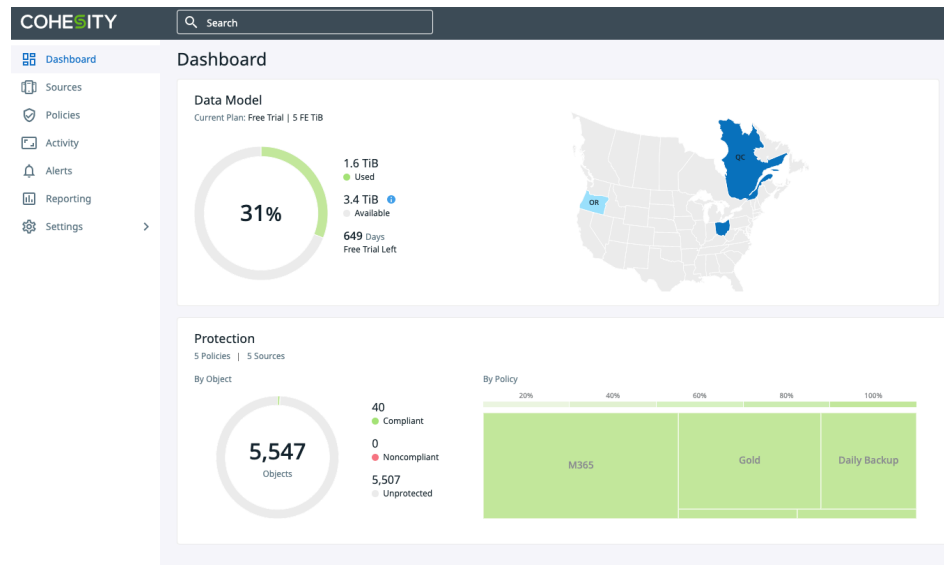 COHESITY
Search
Dashboard
Sources
Policies
Activity
Alerts
Reporting
Settings
Dashboard
Data Model
Current Plan: Free Trial | 5 FE TiB
31%
1.6 TiB
Used
3.4 TiB
Available
649 Days
Free Trial Left
QC
OR
Protection
5 Policies | 5 Sources
By Object
5,547
Objects
40
Compliant
0
Noncompliant
5,507
Unprotected
By Policy
20% 40% 60% 80% 100%
M365
Gold
Daily Backup